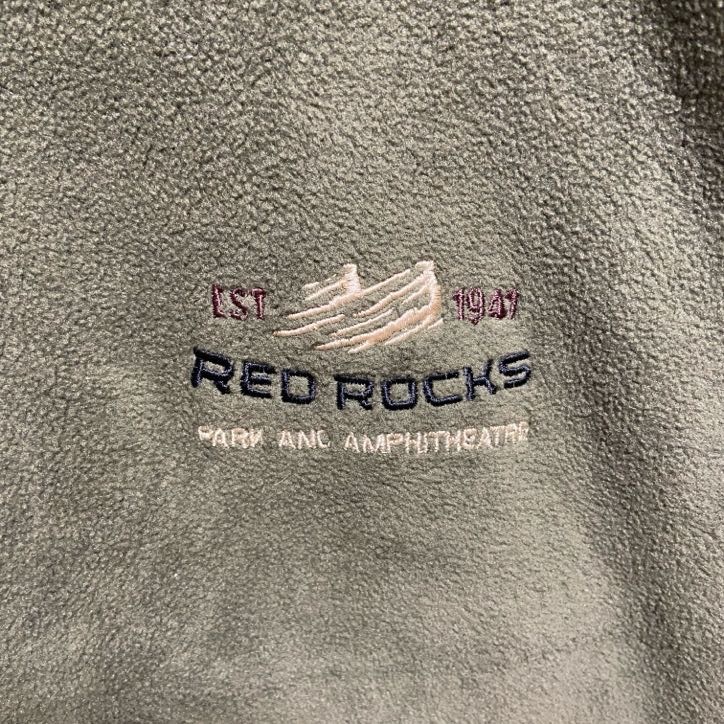 EST 1941
RED ROCKS
PARK AND AMPHITHEATRE